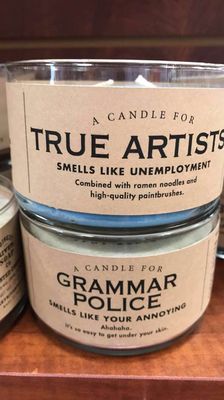 A CANDLE FOR
TRUE ARTISTS
SMELLS LIKE UNEMPLOYMENT
Combined with ramen noodles and
high-quality paintbrushes.
A CANDLE FOR
GRAMMAR
POLICE
SMELLS LIKE YOUR ANNOYING
Ahahaha.
it's so easy to get under your skin.